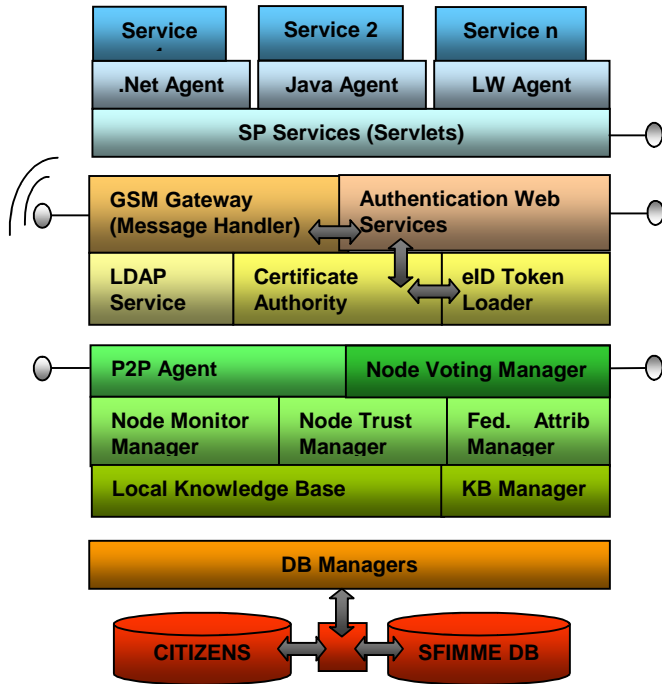 Service
Service 2
Service n
.Net Agent
Java Agent
LW Agent
SP Services (Servlets)
GSM Gateway
(Message Handler)
Authentication Web
Services
LDAP
Service
Certificate
Authority
eID Token
Loader
P2P Agent
Node Voting Manager
Node Monitor
Manager
Node Trust
Manager
Fed. Attrib
Manager
Local Knowledge Base
KB Manager
DB Managers
CITIZENS
SFIMME DB